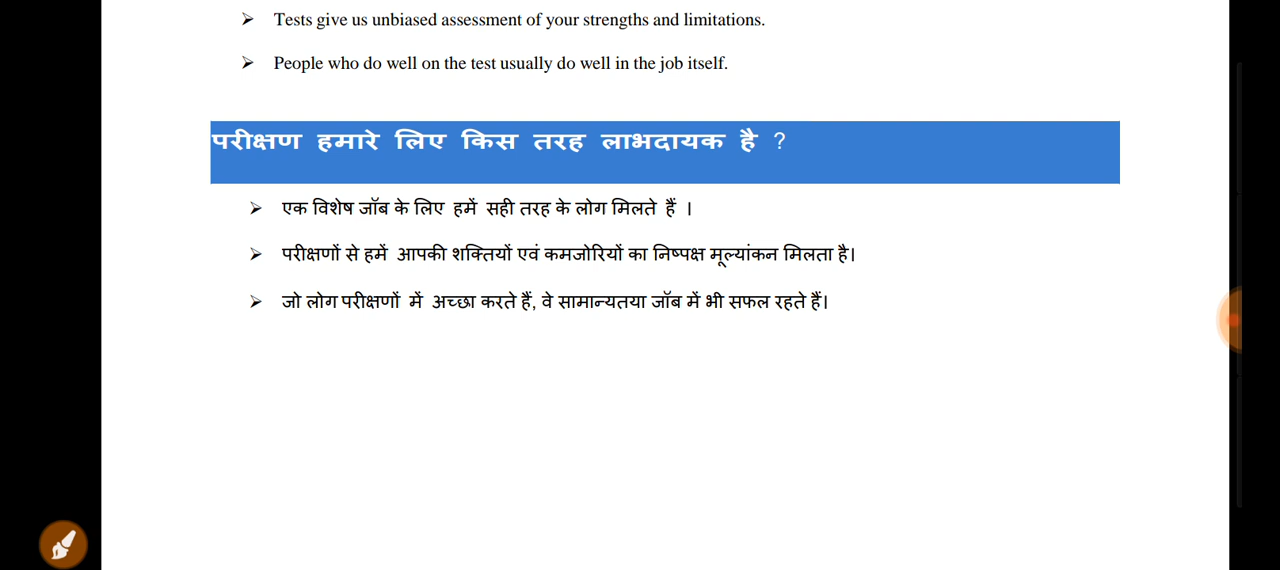 ➢ Tests give us unbiased assessment of your strengths and limitations.
➢ People who do well on the test usually do well in the job itself.
परीक्षण हमारे लिए किस तरह लाभदायक है ?
➢ एक विशेष जॉब के लिए हमें सही तरह के लोग मिलते हैं ।
➢ परीक्षणों से हमें आपकी शक्तियों एवं कमजोरियों का निष्पक्ष मूल्यांकन मिलता है।
➢ जो लोग परीक्षणों में अच्छा करते हैं, वे सामान्यतया जॉब में भी सफल रहते हैं।